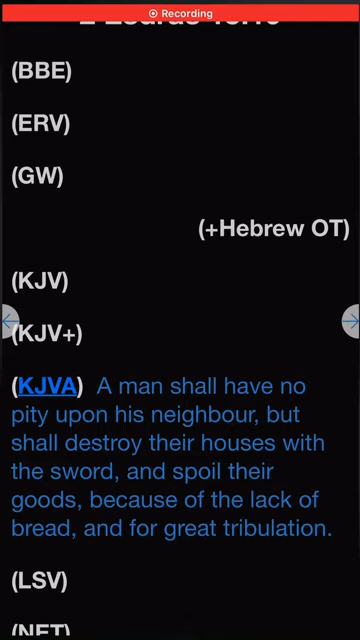 Recording
(BBE)
(ERV)
(GW)
(+Hebrew OT)
(KJV)
(KJV+)
(KJVA) A man shall have no
pity upon his neighbour, but
shall destroy their houses with
the sword, and spoil their
goods, because of the lack of
bread, and for great tribulation.
(LSV)